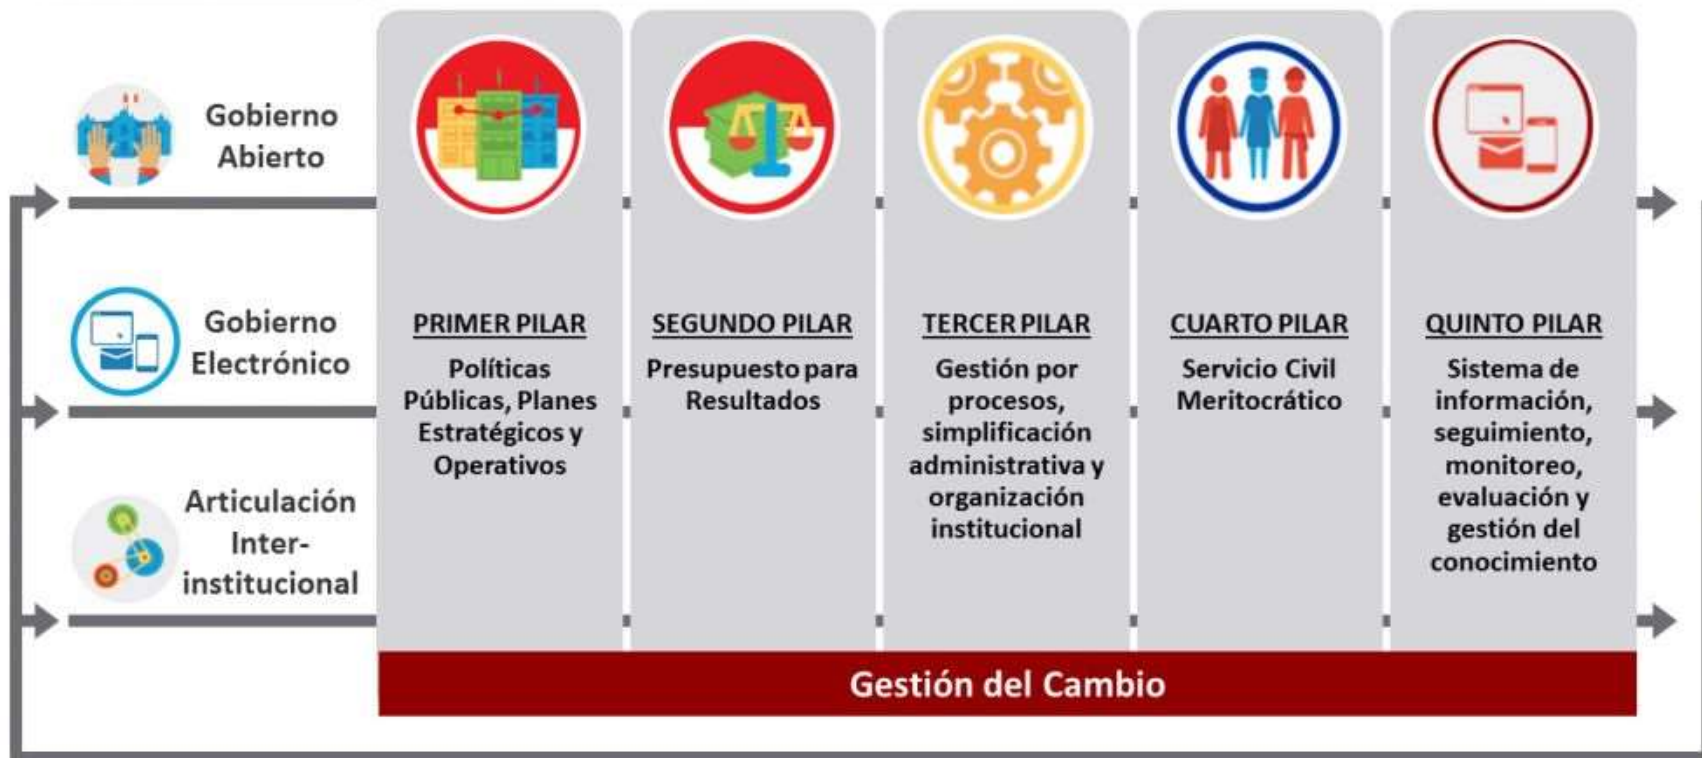 Gobierno
Abierto
Gobierno
Electrónico
Articulación
Inter-
institucional
PRIMER PILAR
Políticas
Públicas, Planes
Estratégicos y
Operativos
SEGUNDO PILAR
Presupuesto para
Resultados
TERCER PILAR
Gestión por
procesos,
simplificación
administrativa y
organización
institucional
CUARTO PILAR
Servicio Civil
Meritocrático
QUINTO PILAR
Sistema de
información,
seguimiento,
monitoreo,
evaluación y
gestión del
conocimiento
Gestión del Cambio